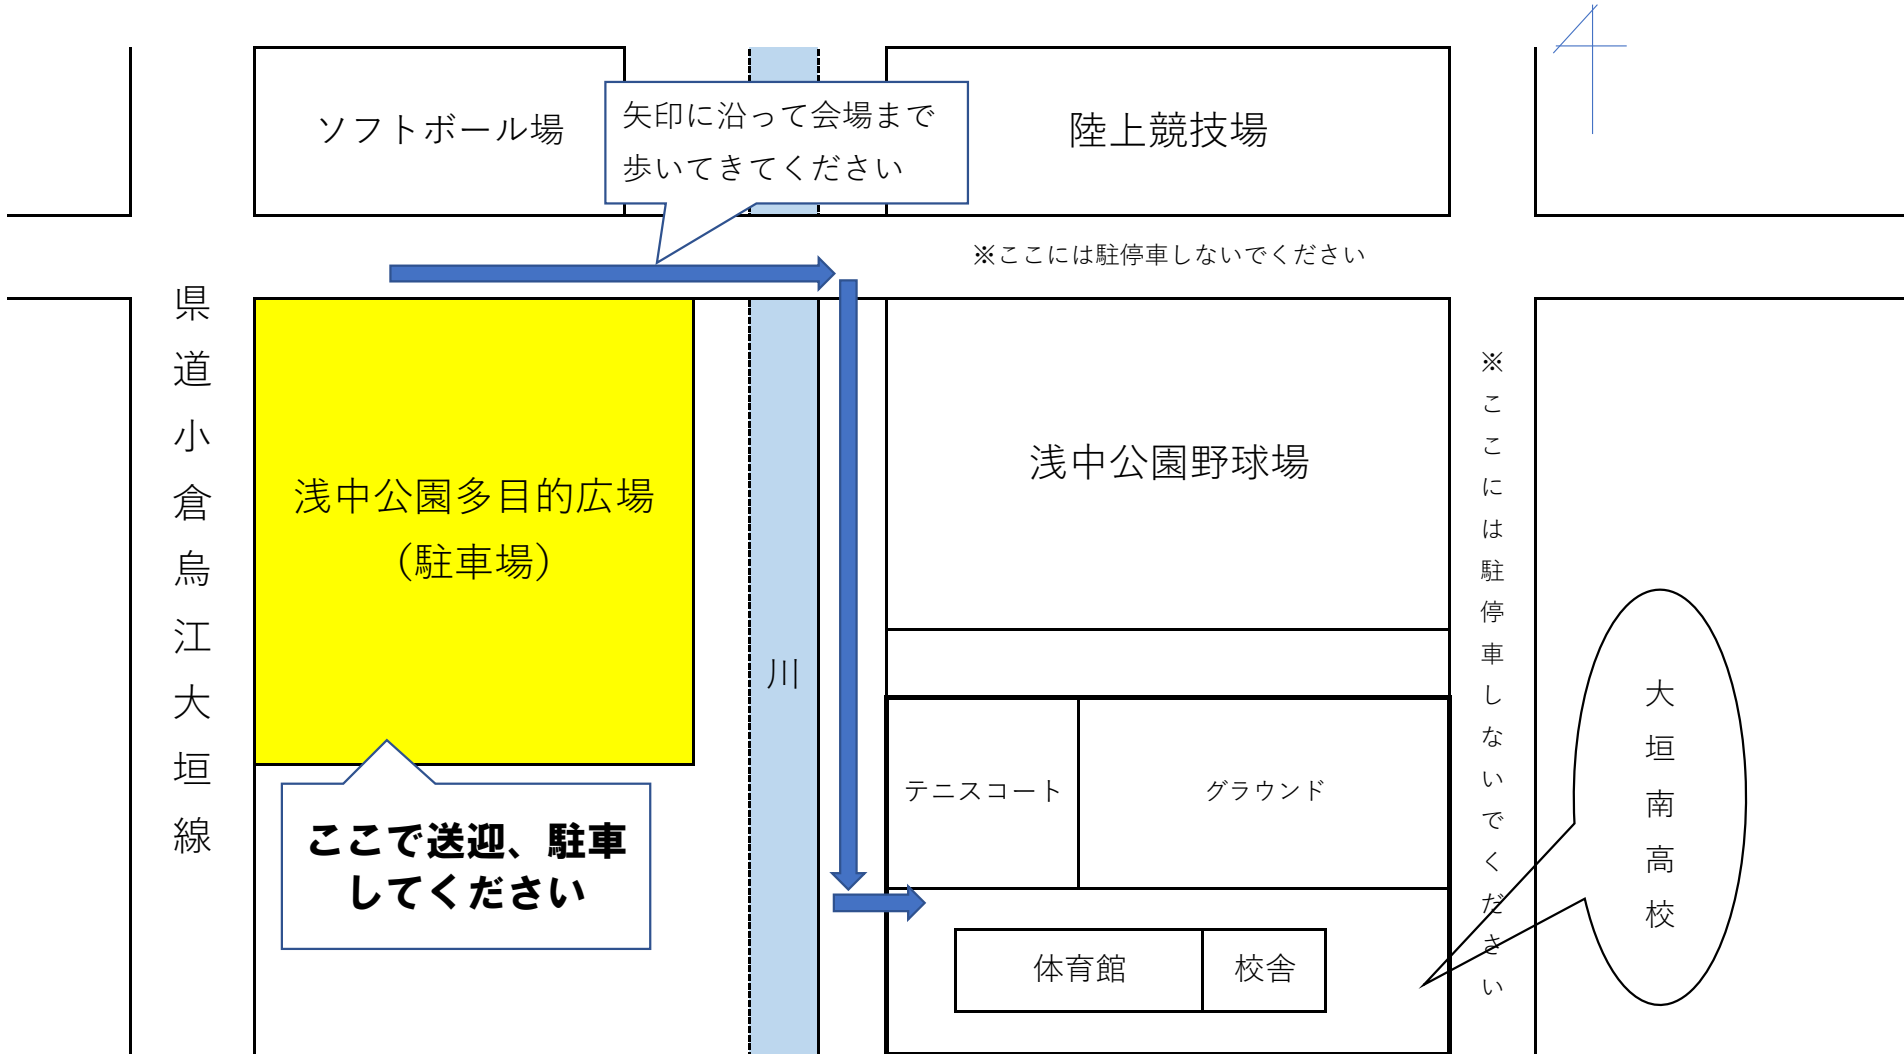 ソフトボール場
矢印に沿って会場まで
歩いてきてください
陸上競技場
※ここには駐停車しないでください
県道小倉烏江大垣線
浅中公園多目的広場
（駐車場）
浅中公園野球場
※ここには駐停車しないでください
川
大垣南高校
テニスコート
グラウンド
ここで送迎、駐車
してください
体育館
校舎